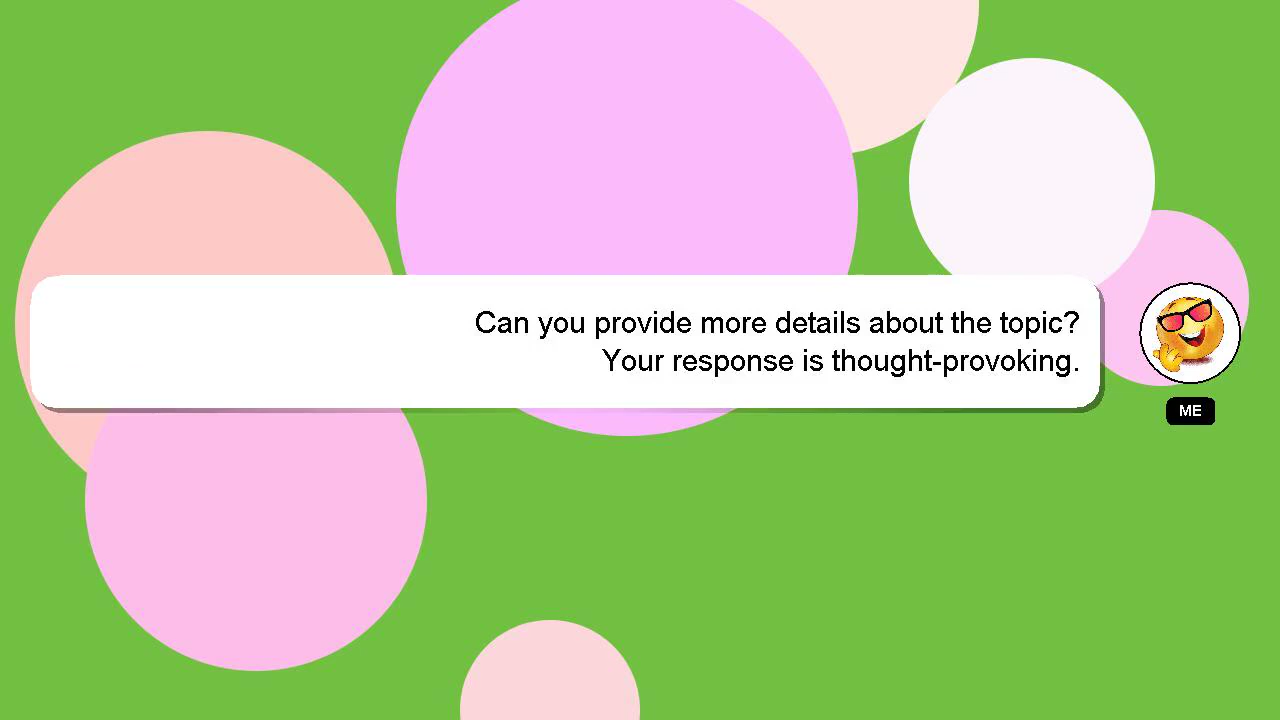 Can you provide more details about the topic?
Your response is thought-provoking.
ME